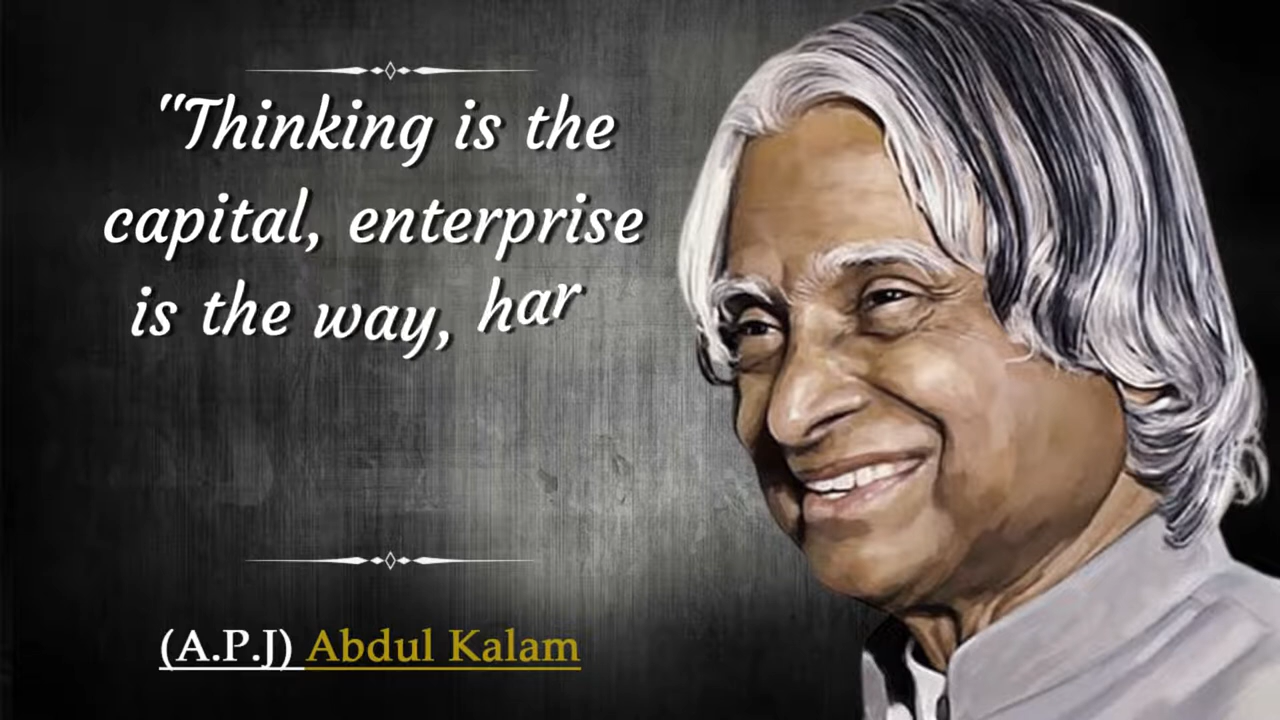 "Thinking is the
capital, enterprise
is the way, har
(A.P.J) Abdul Kalam